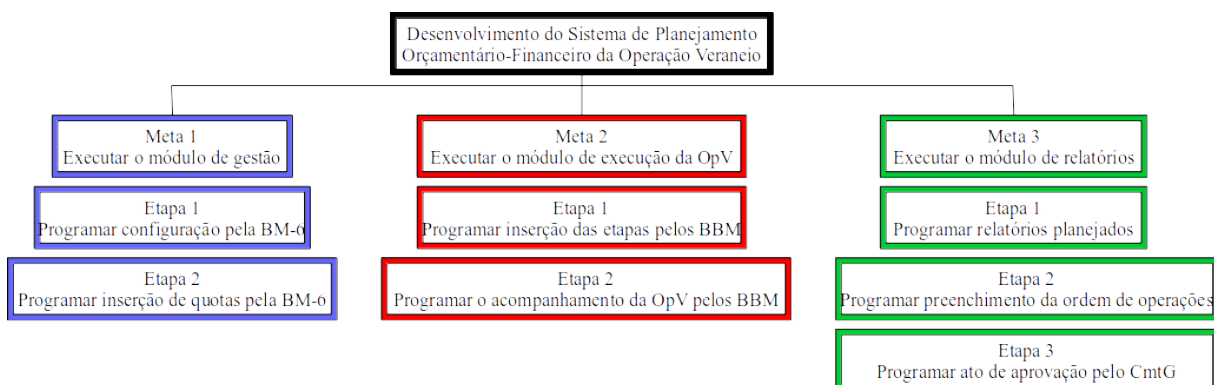 Desenvolvimento do Sistema de Planejamento
Orçamentário-Financeiro da Operação Veraneio
Meta 1
Executar o módulo de gestão
Etapa 1
Programar configuração pela BM-6
Etapa 2
Programar inserção de quotas pela BM-6
Meta 2
Executar o módulo de execução da OpV
Etapa 1
Programar inserção das etapas pelos BBM
Etapa 2
Programar o acompanhamento da OpV pelos BBM
Meta 3
Executar o módulo de relatórios
Etapa 1
Programar relatórios planejados
Etapa 2
Programar preenchimento da ordem de operações
Etapa 3
Programar ato de aprovação pelo CmtG